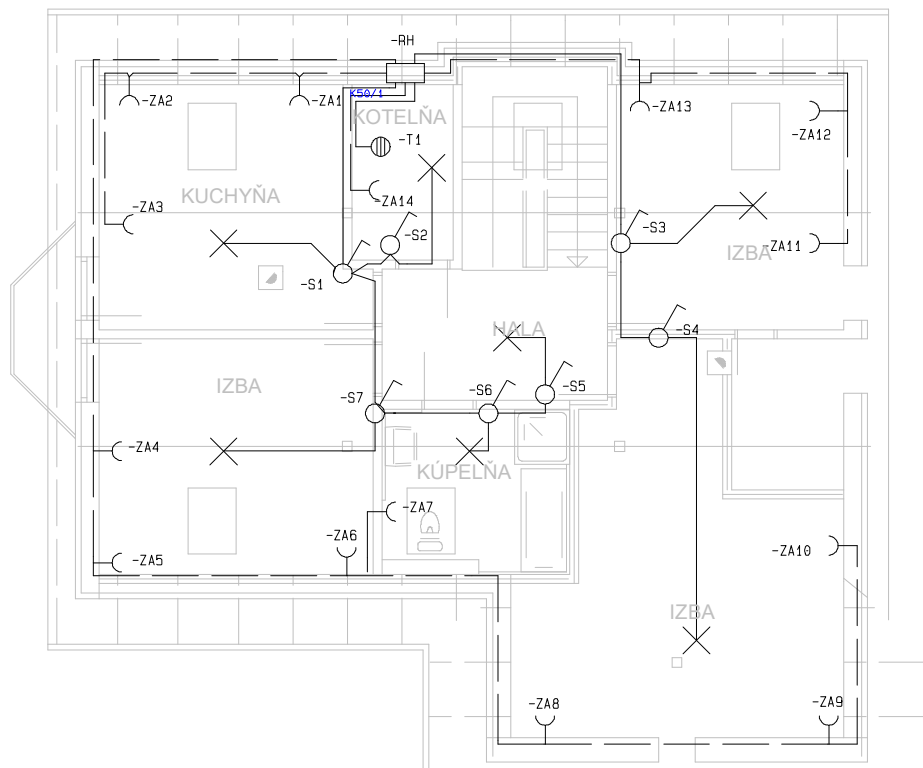 -RH
K50/1
-ZA2
-ZA1
KOTELŇA
-ZA13
-T1
-ZA12
KUCHYŇA
-ZA14
-ZA3
-S2
-S3
IZBA
-ZA11
-S1
HALA
-S4
IZBA
-S7
-S6
-S5
-ZA4
KÚPELŇA
-ZA7
-ZA6
-ZA5
-ZA10
IZBA
-ZA8
-ZA9